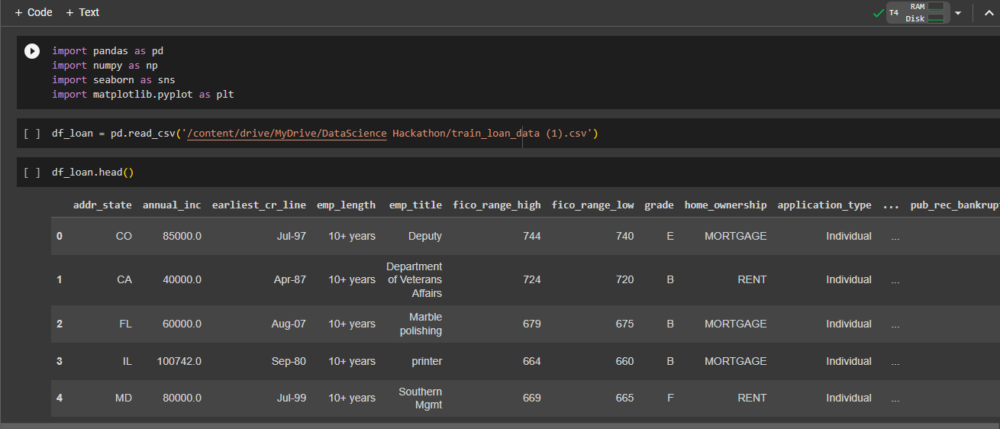 + Code + Text
T4 RAM
Disk
import pandas as pd
import numpy as np
import seaborn as sns
import matplotlib.pyplot as plt
[ ] df_loan = pd.read_csv('/content/drive/MyDrive/DataScience Hackathon/train_loan_data (1).csv')
[ ] df_loan.head()
addr_state annual_inc earliest_cr_line emp_length emp_title fico_range_high fico_range_low grade home_ownership application_type ... pub_rec_bankrupt
0 CO 85000.0 Jul-97 10+ years Deputy 744 740 E MORTGAGE Individual ...
Department
1 CA 40000.0 Apr-87 10+ years of Veterans 724 720 B RENT Individual ...
Affairs
Marble
2 FL 60000.0 Aug-07 10+ years polishing 679 675 B MORTGAGE Individual ...
3 IL 100742.0 Sep-80 10+ years printer 664 660 B MORTGAGE Individual ...
Southern
4 MD 80000.0 Jul-99 10+ years Mgmt 669 665 F RENT Individual ...